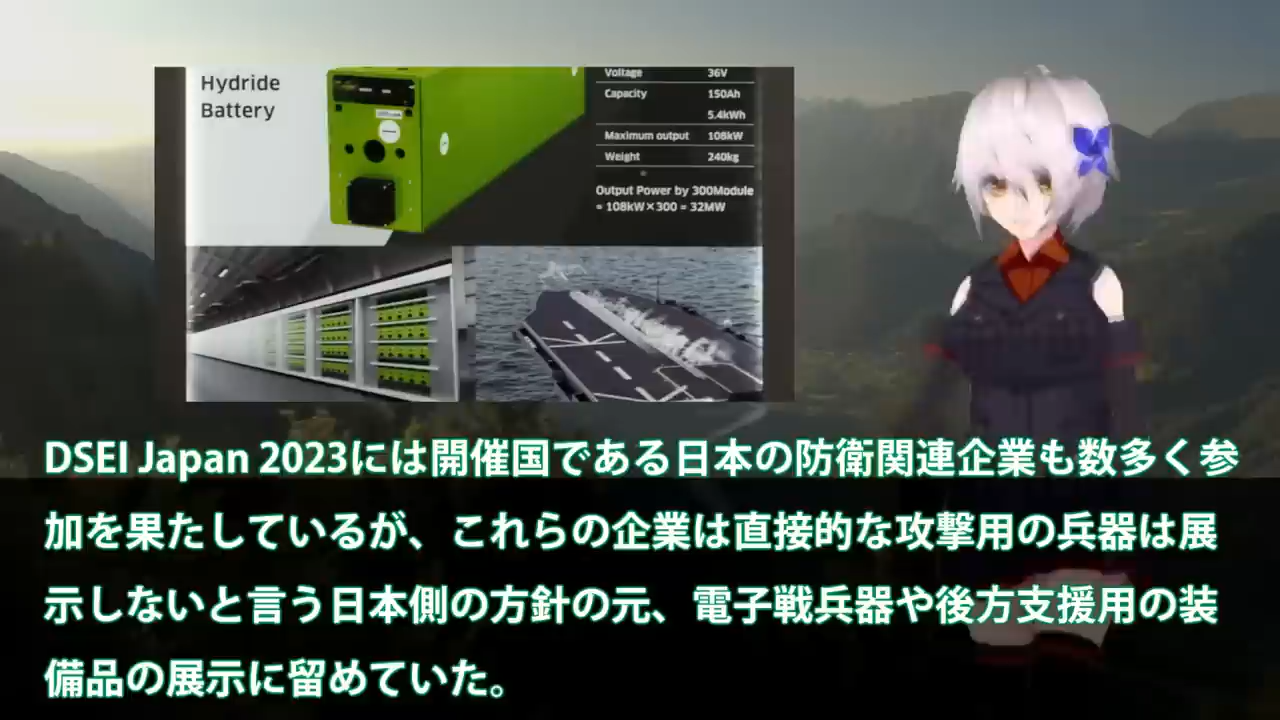 Hydride
Battery
Voltage 36V
Capacity 150Ah
5.4kWh
Maximum output 108kW
Weight 240kg
Output Power by 300Module
= 108kW×300 = 32MW
DSEI Japan 2023には開催国である日本の防衛関連企業も数多く参
加を果たしているが、これらの企業は直接的な攻撃用の兵器は展
示しないと言う日本側の方針の元、電子戦兵器や後方支援用の装
備品の展示に留めていた。